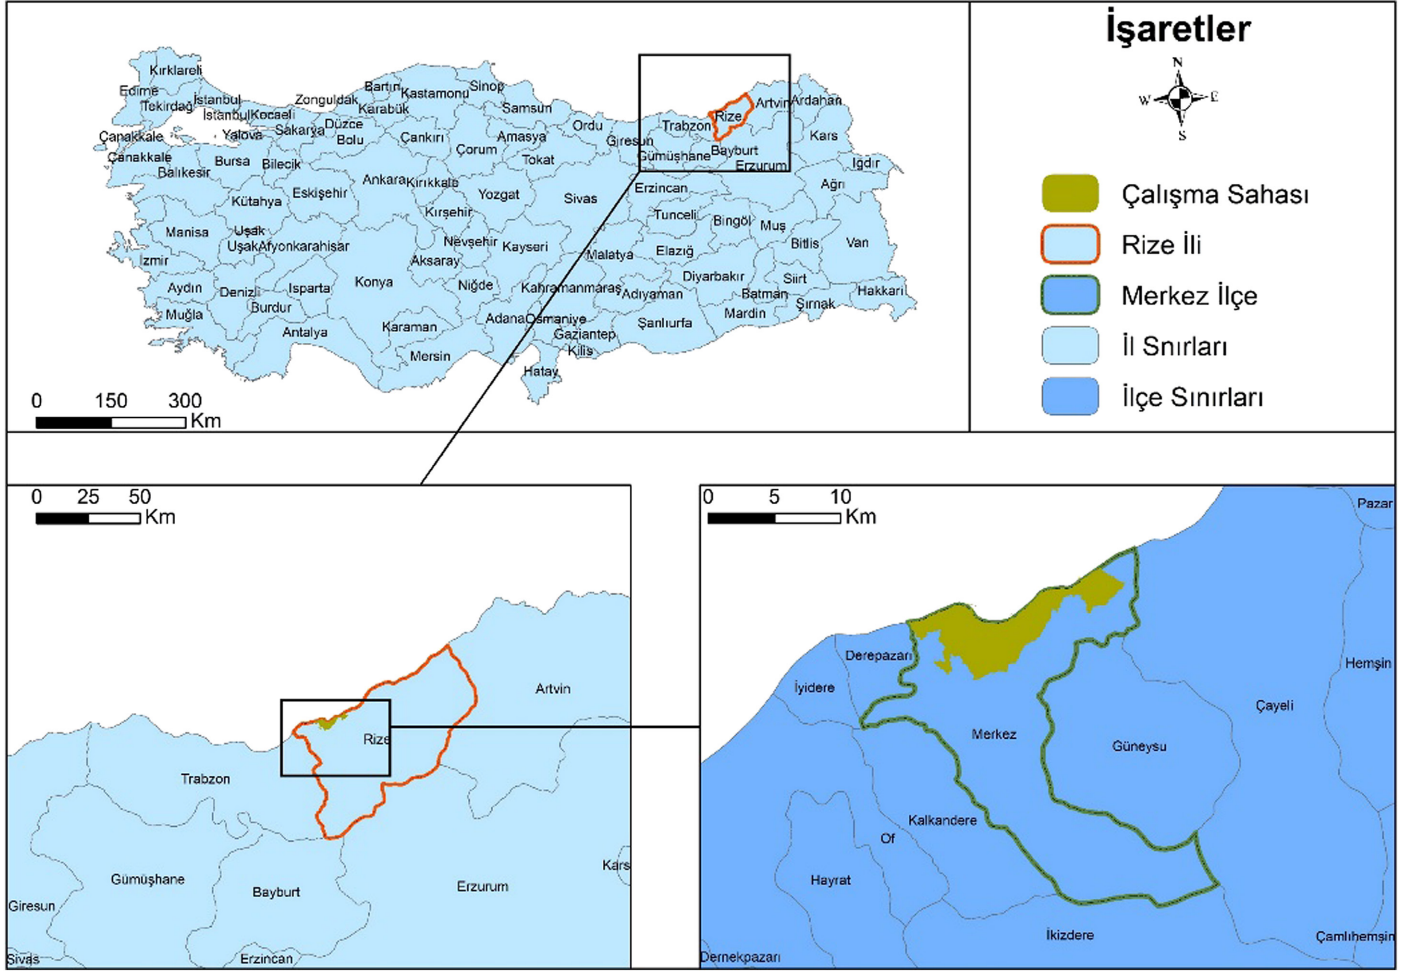 İşaretler
N
W
E
S
Çalışma Sahası
Rize İli
Merkez İlçe
İl Snırları
İlçe Sınırları
Kırklareli
Edirne
Tekirdağ
İstanbul
İstanbul
Kocaeli
Yalova
Sakarya
Zonguldak
Düzce
Bolu
Bartın
Karabük
Kastamonu
Sinop
Çankırı
Samsun
Amasya
Çorum
Tokat
Ordu
Giresun
Trabzon
Rize
Artvin
Ardahan
Gümüşhane
Bayburt
Erzurum
Kars
Iğdır
Ağrı
Çanakkale
Çanakkale
Balıkesir
Bursa
Bilecik
Kütahya
Eskişehir
Ankara
Kırıkkale
Kırşehir
Yozgat
Sivas
Erzincan
Tunceli
Bingöl
Muş
Bitlis
Van
Manisa
Uşak
Uşak
Afyonkarahisar
Nevşehir
Kayseri
Aksaray
Malatya
Elazığ
Diyarbakır
Siirt
Batman
Şırnak
Hakkari
İzmir
Aydın
Denizli
Isparta
Burdur
Muğla
Antalya
Konya
Karaman
Mersin
Niğde
Kahramanmaraş
Adıyaman
Adana
Osmaniye
Gaziantep
Kilis
Hatay
Şanlıurfa
Mardin
0 150 300
Km
0 25 50
Km
Artvin
Rize
Trabzon
Gümüşhane
Bayburt
Erzurum
Kars
Giresun
Sivas
Erzincan
0 5 10
Km
Pazar
Hemşin
Derepazarı
İyidere
Çayeli
Merkez
Güneysu
Kalkandere
Of
Hayrat
İkizdere
Çamlıhemşin
Dernekpazarı